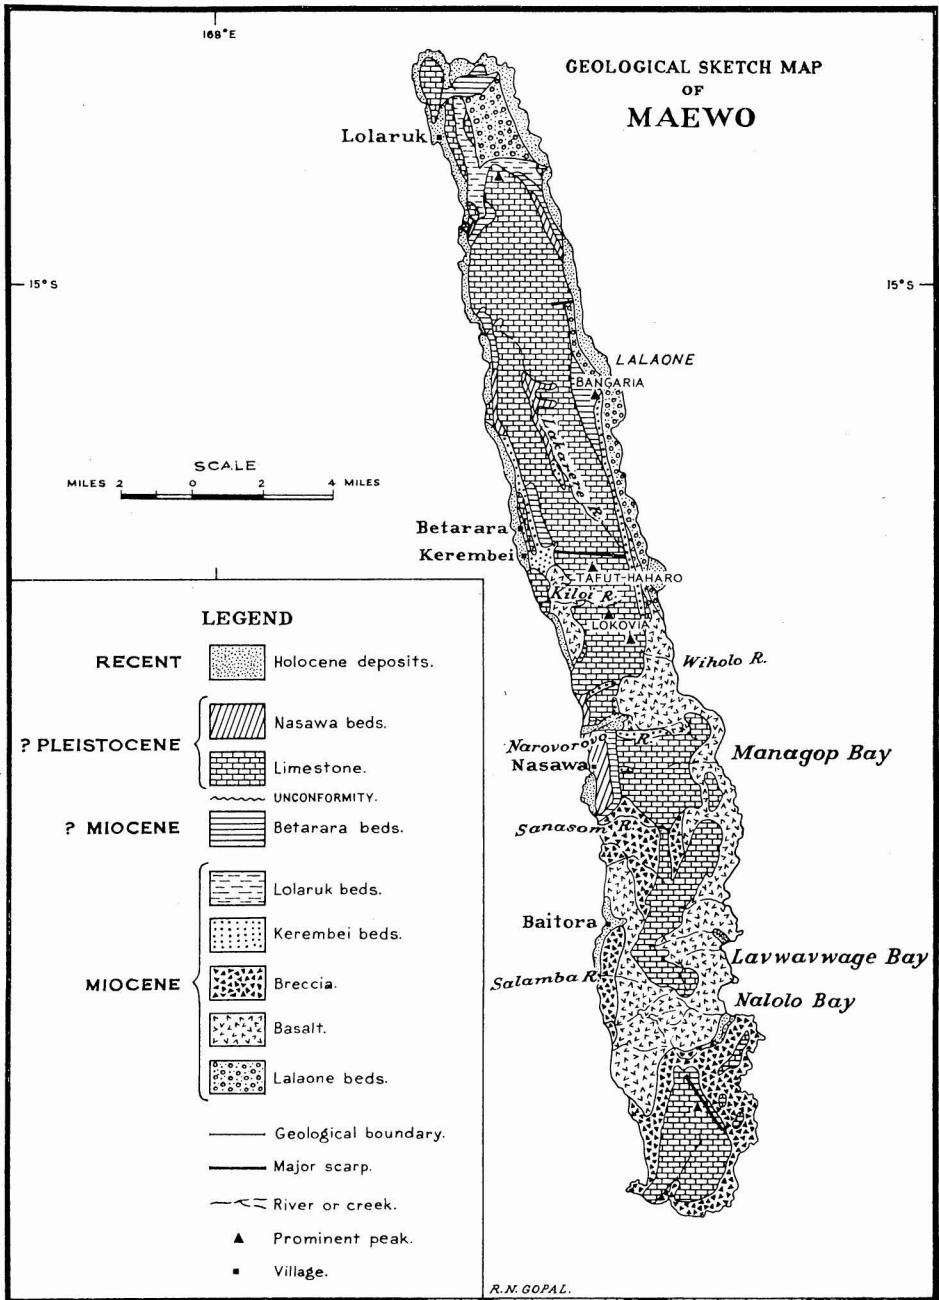 168°E
GEOLOGICAL SKETCH MAP
OF
MAEWO
Lolaruk
15°S
15°S
LALAONE
BANGARIA
Lakarere R.
SCALE
MILES 2 0 2 4 MILES
Betarara
Kerembei
TAFUT-HAHARO
Kiloi R.
LOKOVIA
Wiholo R.
Narovorovo R.
Nasawa
Managop Bay
Sanasom R.
Baitora
Lavwavwage Bay
Salamba R.
Nalolo Bay
LEGEND
RECENT
Holocene deposits.
? PLEISTOCENE
Nasawa beds.
Limestone.
UNCONFORMITY.
? MIOCENE
Betarara beds.
MIOCENE
Lolaruk beds.
Kerembei beds.
Breccia.
Basalt.
Lalaone beds.
Geological boundary.
Major scarp.
River or creek.
Prominent peak.
Village.
R.N. GOPAL.